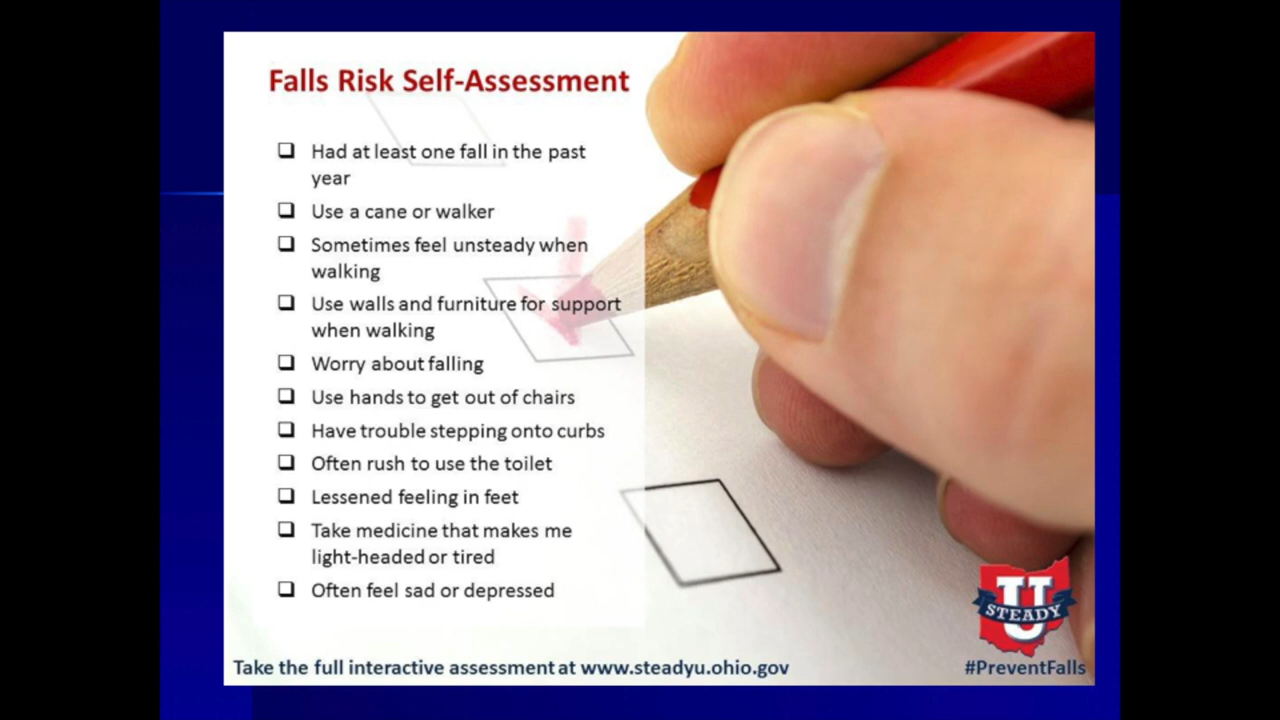 Falls Risk Self-Assessment
Had at least one fall in the past
year
Use a cane or walker
Sometimes feel unsteady when
walking
Use walls and furniture for support
when walking
Worry about falling
Use hands to get out of chairs
Have trouble stepping onto curbs
Often rush to use the toilet
Lessened feeling in feet
Take medicine that makes me
light-headed or tired
Often feel sad or depressed
U
STEADY
Take the full interactive assessment at www.steadyu.ohio.gov
#PreventFalls